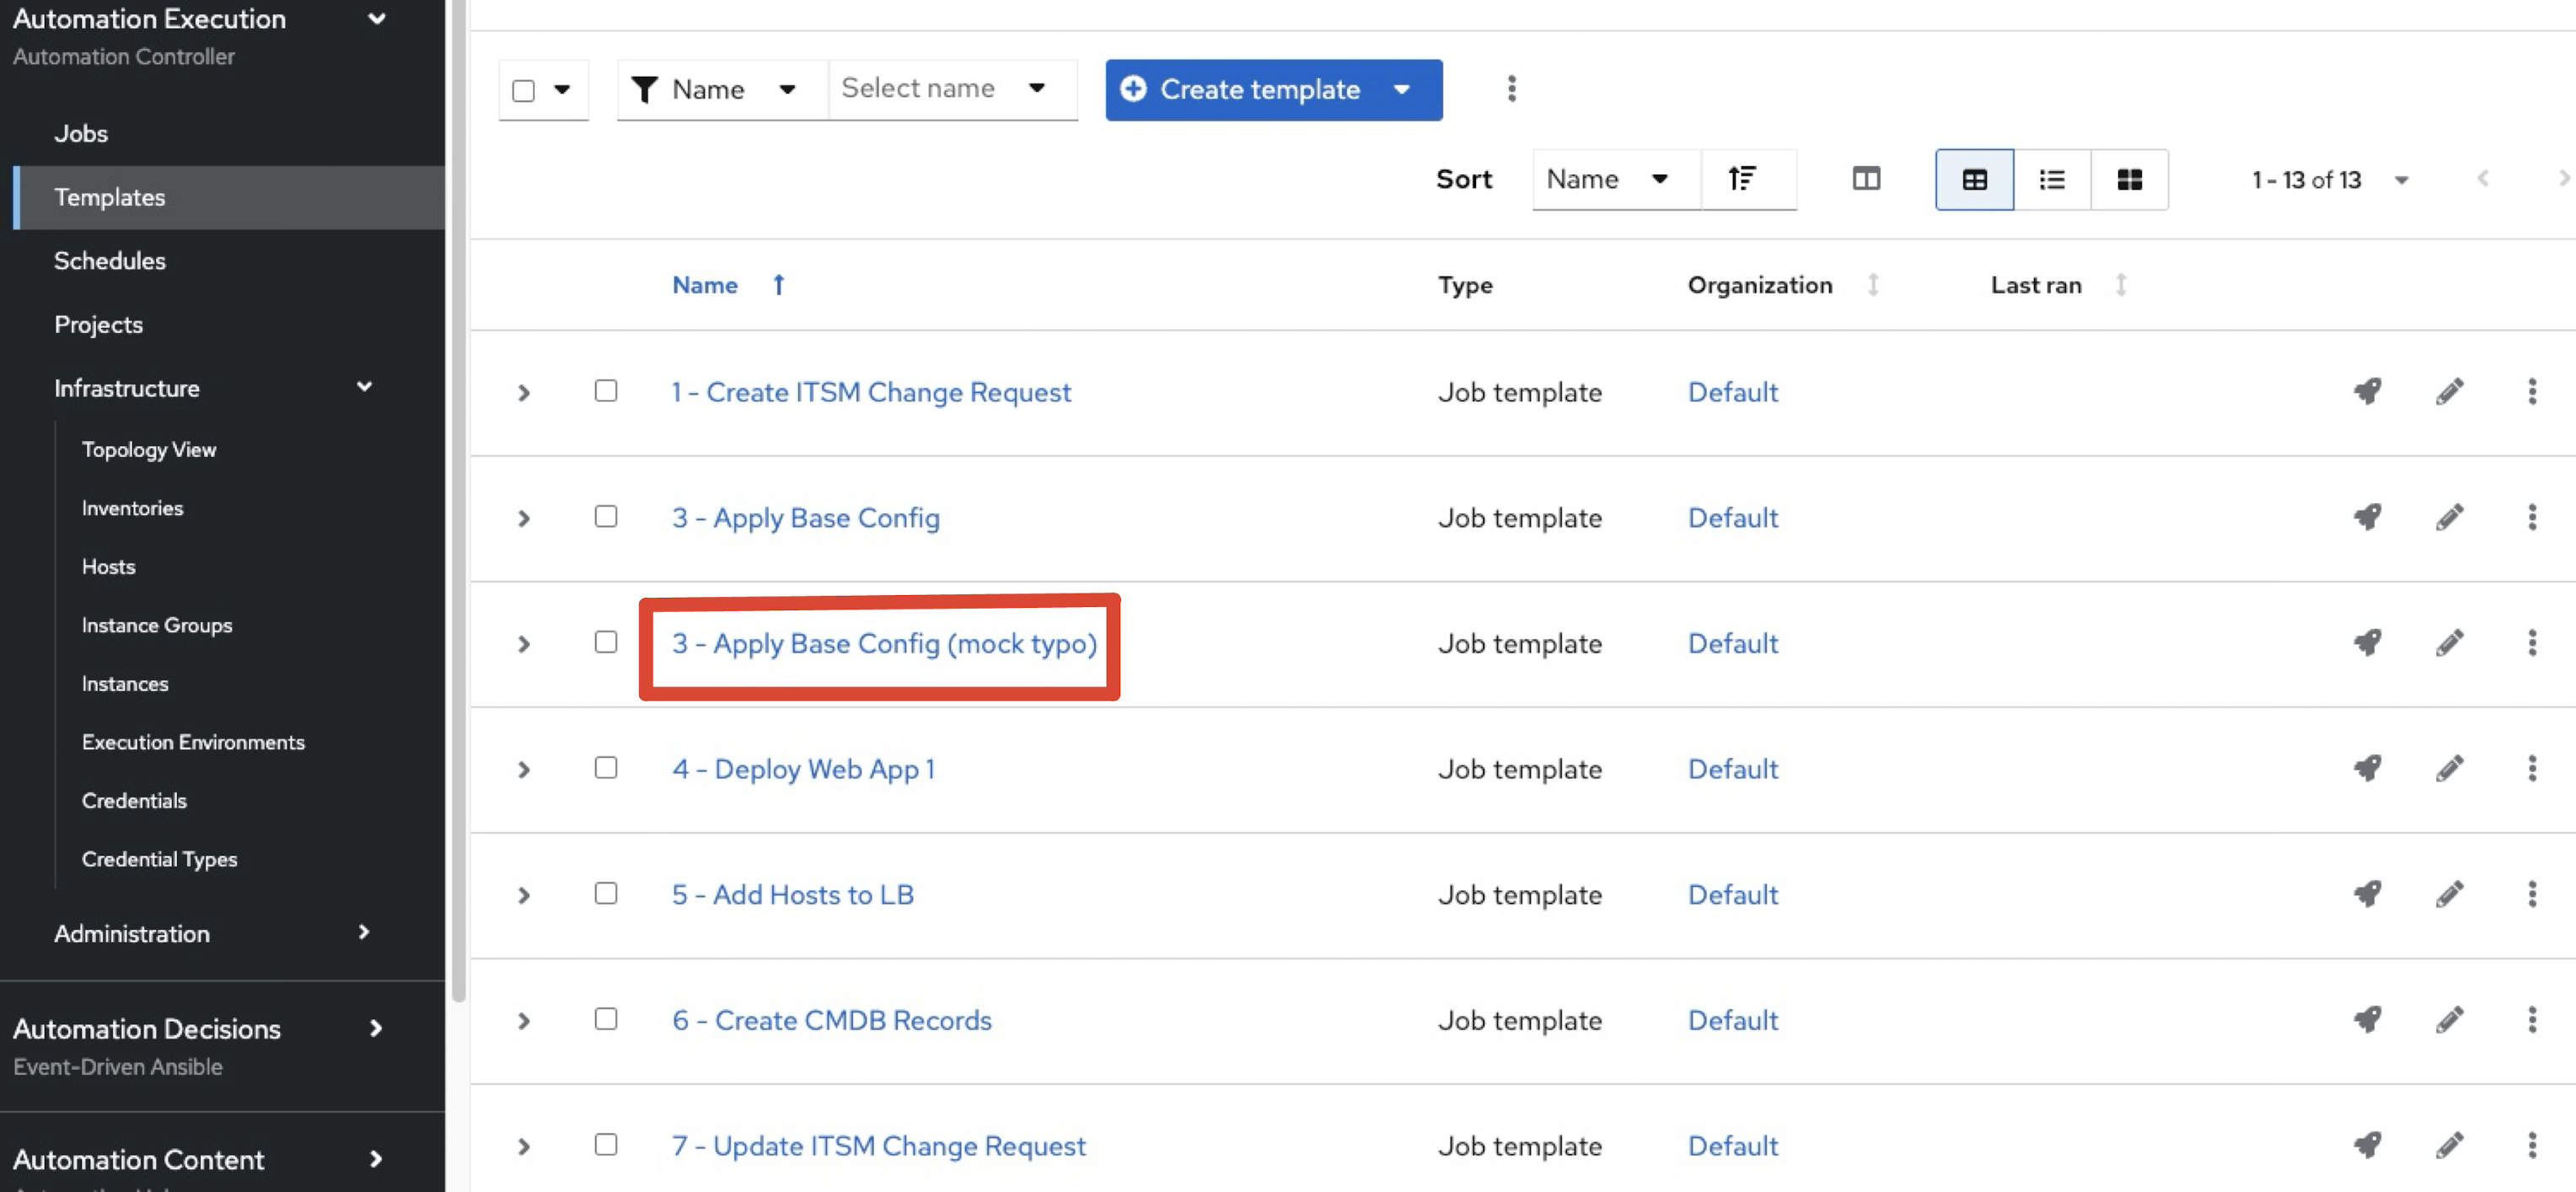 Automation Execution
Automation Controller
Jobs
Templates
Schedules
Projects
Infrastructure
Topology View
Inventories
Hosts
Instance Groups
Instances
Execution Environments
Credentials
Credential Types
Administration
Automation Decisions
Event-Driven Ansible
Automation Content
Name Select name Create template
Sort Name 1 - 13 of 13
Name Type Organization Last ran
1 - Create ITSM Change Request Job template Default
3 - Apply Base Config Job template Default
3 - Apply Base Config (mock typo) Job template Default
4 - Deploy Web App 1 Job template Default
5 - Add Hosts to LB Job template Default
6 - Create CMDB Records Job template Default
7 - Update ITSM Change Request Job template Default